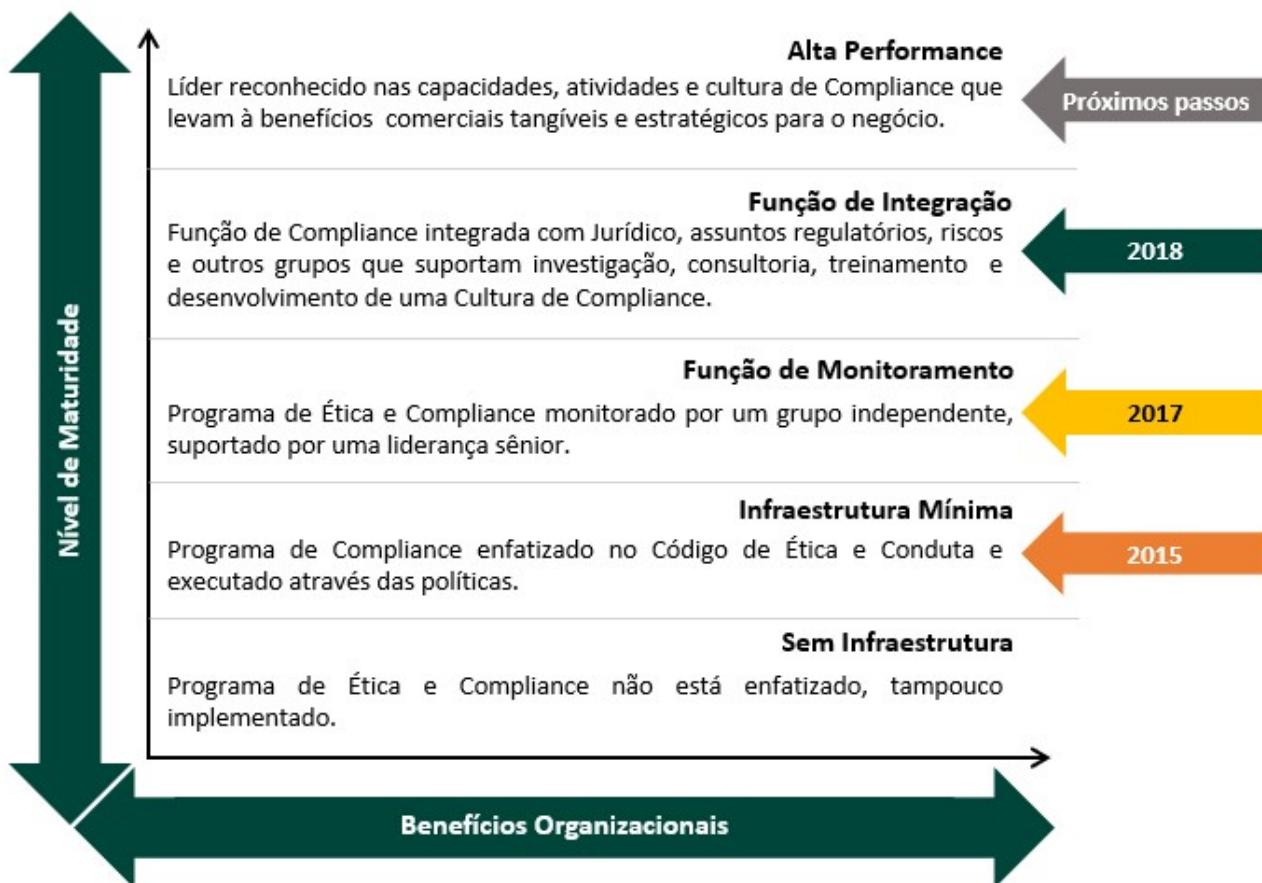 Alta Performance
Líder reconhecido nas capacidades, atividades e cultura de Compliance que
levam à benefícios comerciais tangíveis e estratégicos para o negócio.
Próximos passos
Função de Integração
Função de Compliance integrada com Jurídico, assuntos regulatórios, riscos
e outros grupos que suportam investigação, consultoria, treinamento e
desenvolvimento de uma Cultura de Compliance.
2018
Função de Monitoramento
Programa de Ética e Compliance monitorado por um grupo independente,
suportado por uma liderança sênior.
2017
Infraestrutura Mínima
Programa de Compliance enfatizado no Código de Ética e Conduta e
executado através das políticas.
2015
Sem Infraestrutura
Programa de Ética e Compliance não está enfatizado, tampouco
implementado.
Nível de Maturidade
Benefícios Organizacionais